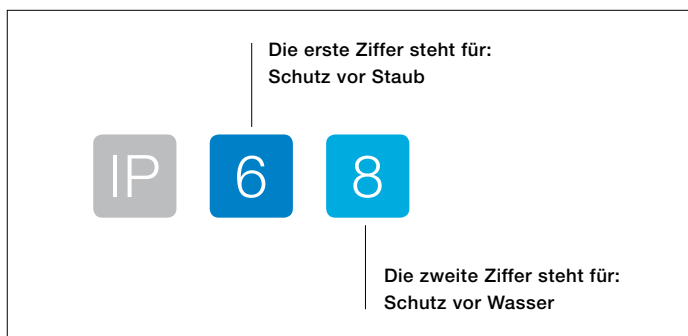 Die erste Ziffer steht für:
Schutz vor Staub
IP 6 8
Die zweite Ziffer steht für:
Schutz vor Wasser